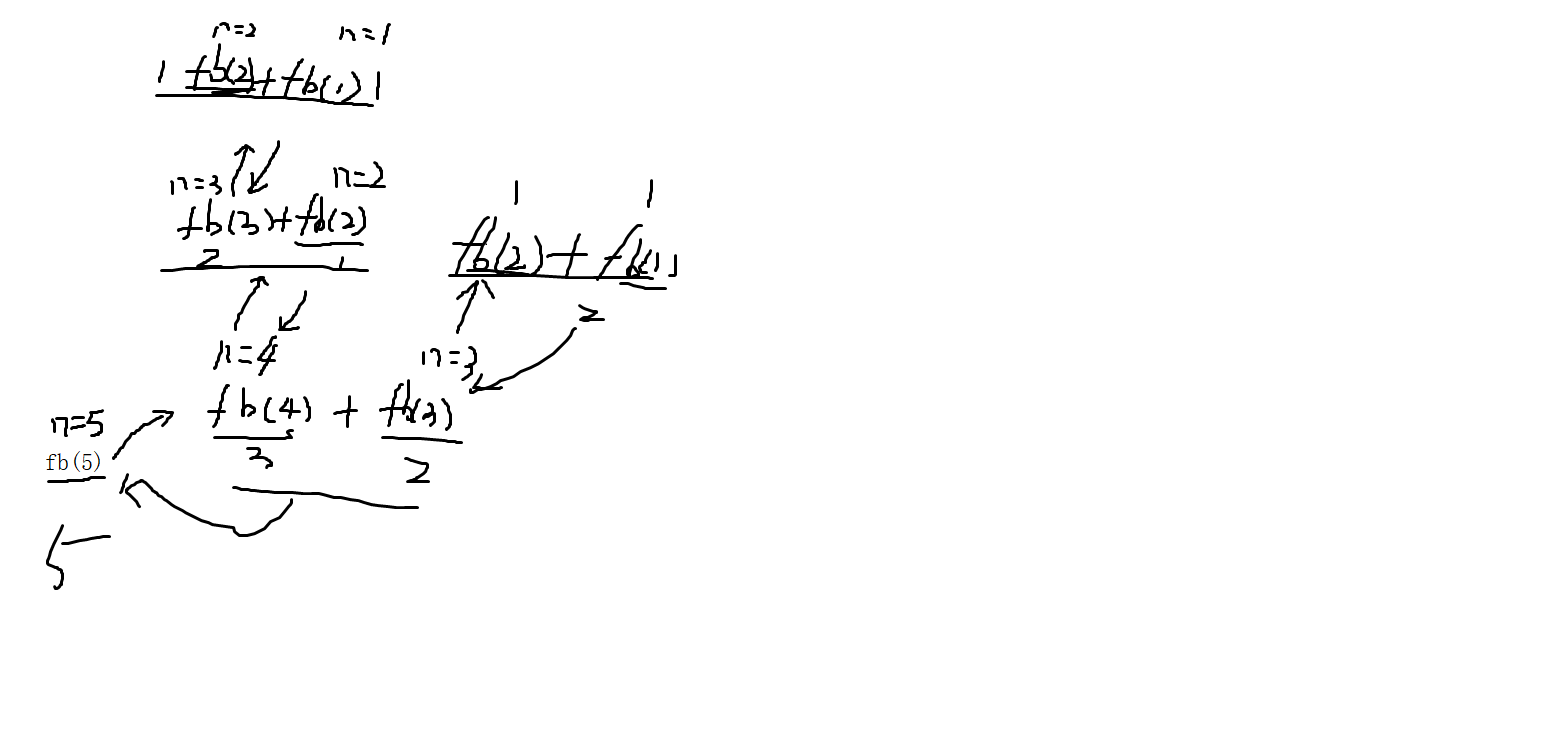 n=2 n=1
1 fb(2)+fb(1) 1
n=3 n=2
fb(3)+fb(2)
2 1
1 1
fb(2)+fb(1)
2
n=4 n=3
fb(4) + fb(3)
3 2
n=5
fb(5)
5